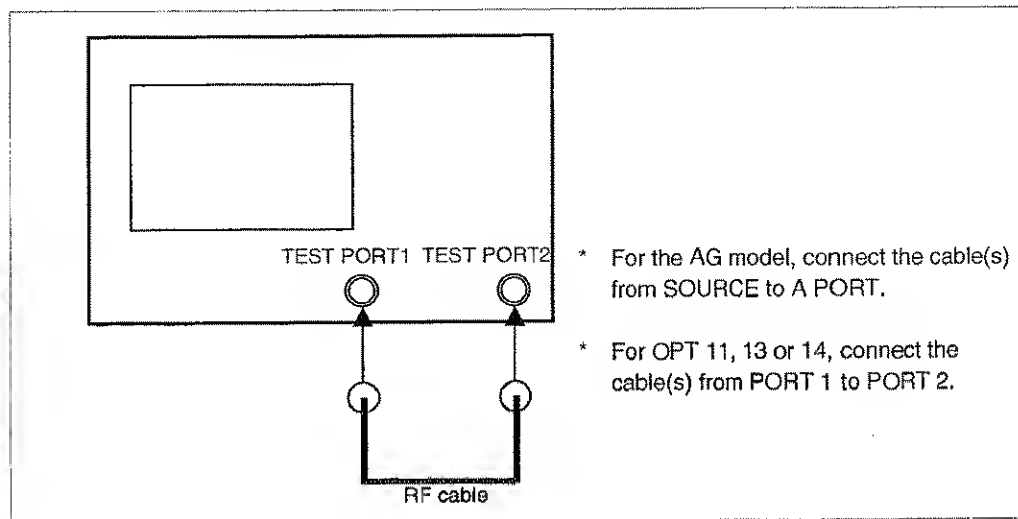 TEST PORT1 TEST PORT2
* For the AG model, connect the cable(s)
from SOURCE to A PORT.
* For OPT 11, 13 or 14, connect the
cable(s) from PORT 1 to PORT 2.
RF cable